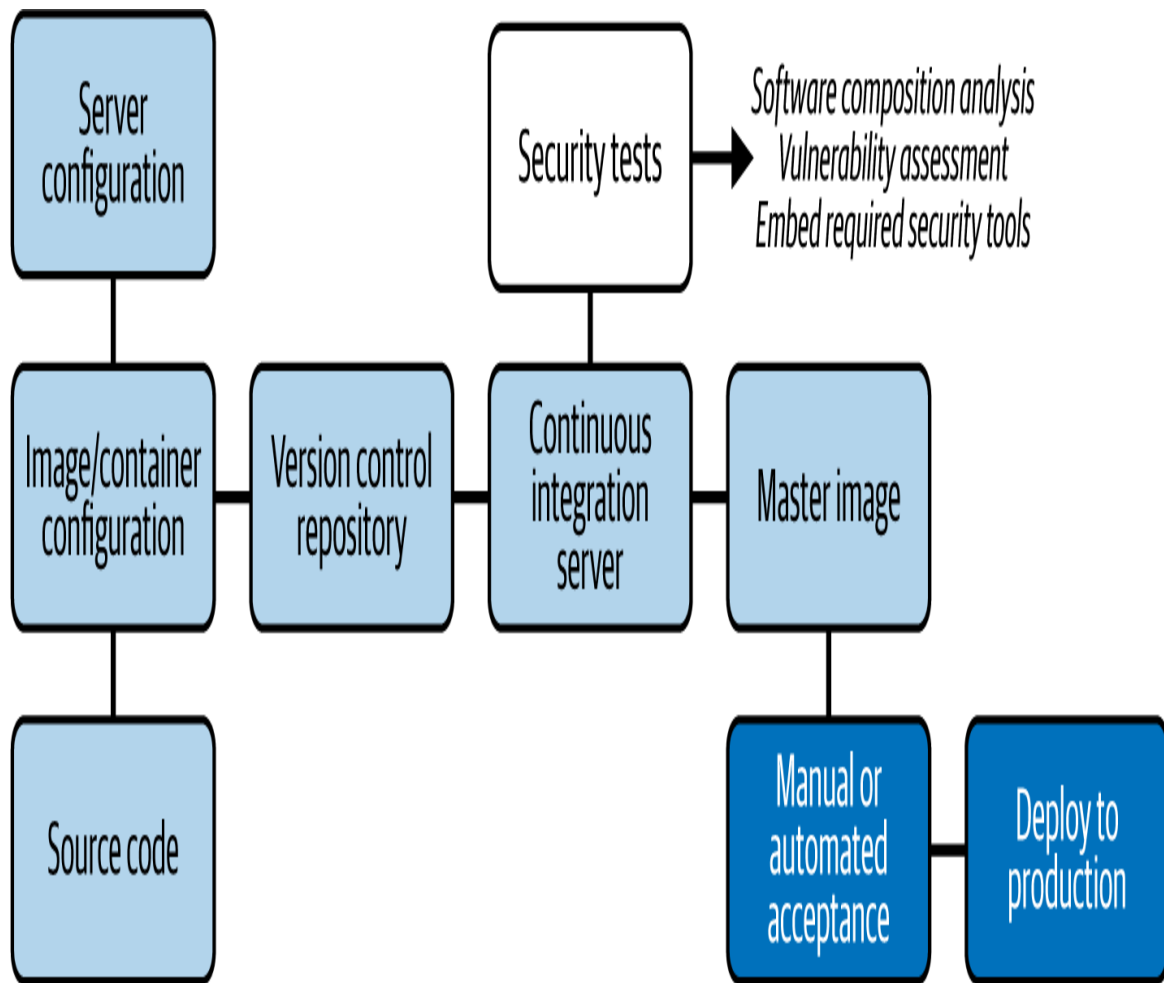 Server
configuration
Security tests
Software composition analysis
Vulnerability assessment
Embed required security tools
Image/container
configuration
Version control
repository
Continuous
integration
server
Master image
Source code
Manual or
automated
acceptance
Deploy to
production